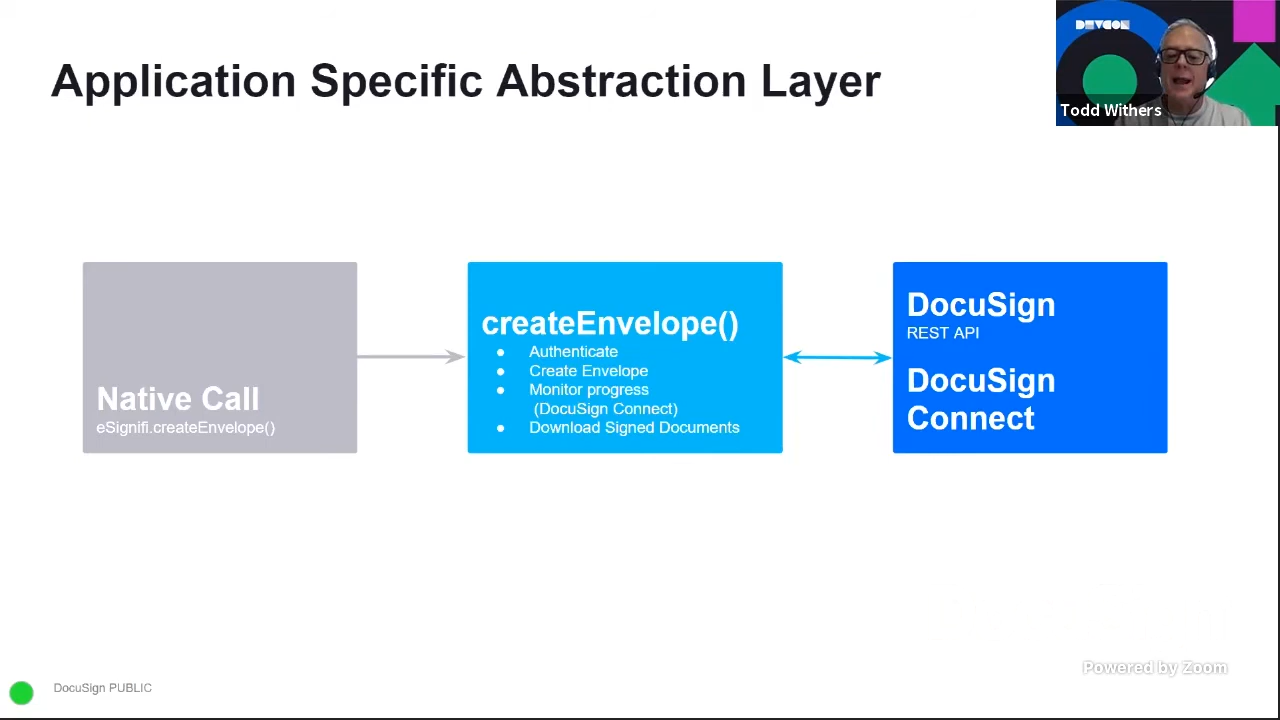 Application Specific Abstraction Layer
DEVCON
Todd Withers
Native Call
eSignifi.createEnvelope()
createEnvelope()
● Authenticate
● Create Envelope
● Monitor progress
(DocuSign Connect)
● Download Signed Documents
DocuSign
REST API
DocuSign
Connect
Powered by Zoom
DocuSign PUBLIC